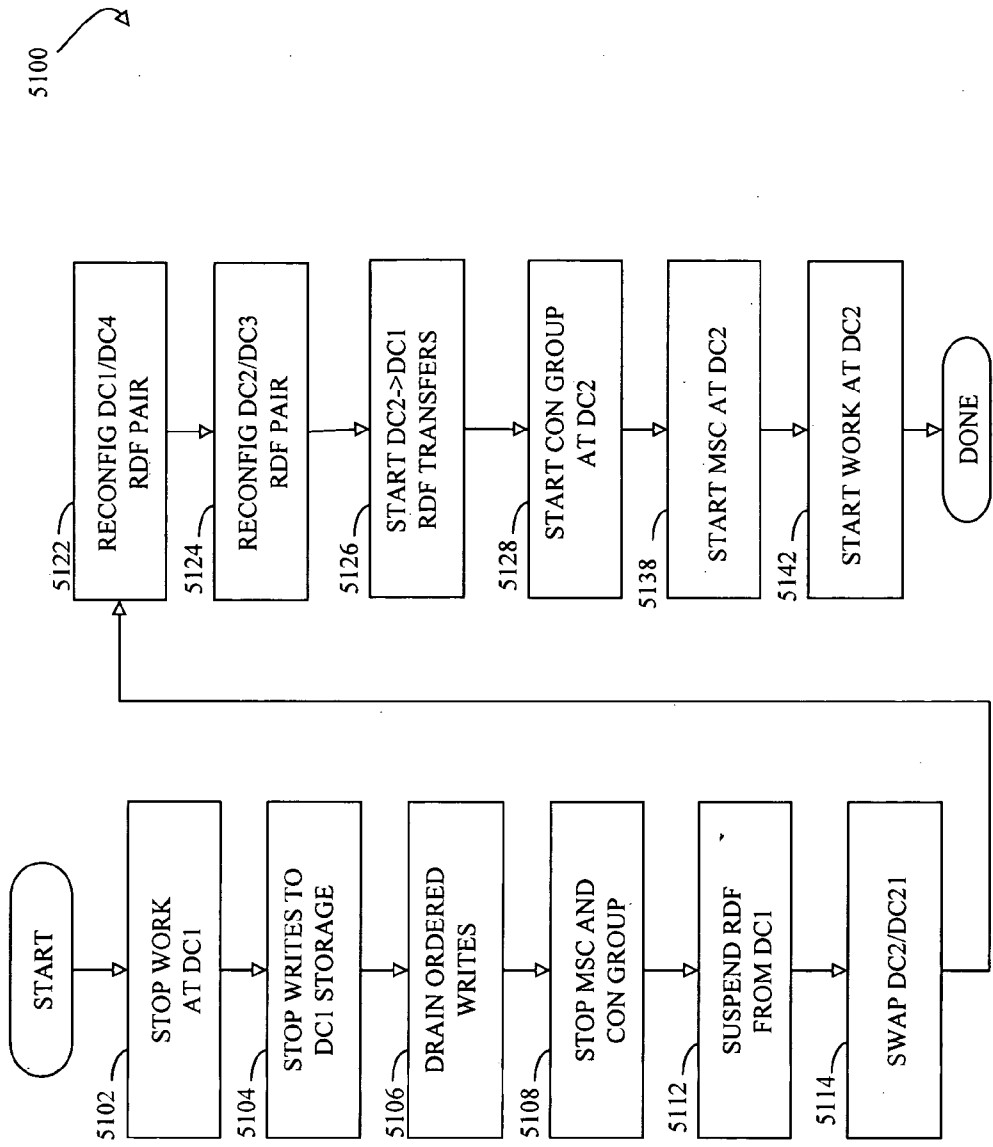 5100
START
5102
STOP WORK
AT DC1
5104
STOP WRITES TO
DC1 STORAGE
5106
DRAIN ORDERED
WRITES
5108
STOP MSC AND
CON GROUP
5112
SUSPEND RDF
FROM DC1
5114
SWAP DC2/DC21
5122
RECONFIG DC1/DC4
RDF PAIR
5124
RECONFIG DC2/DC3
RDF PAIR
5126
START DC2->DC1
RDF TRANSFERS
5128
START CON GROUP
AT DC2
5138
START MSC AT DC2
5142
START WORK AT DC2
DONE